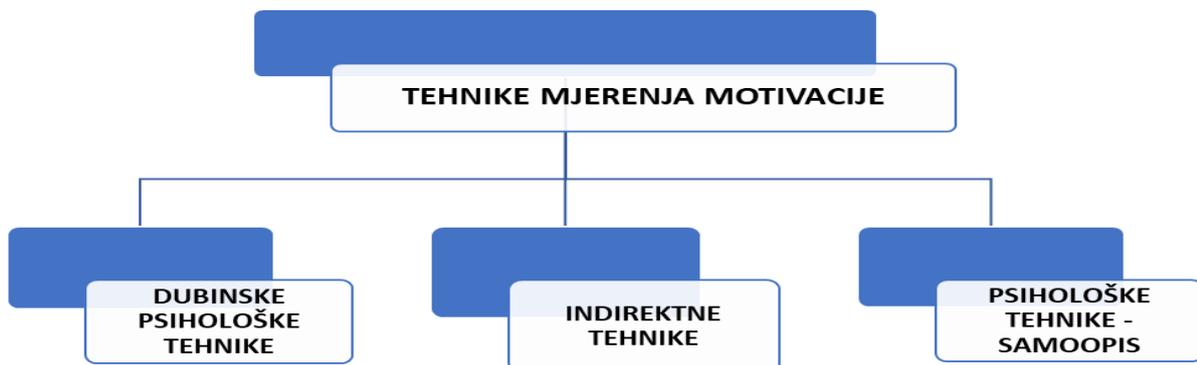 TEHNIKE MJERENJA MOTIVACIJE
DUBINSKE
PSIHOLOŠKE
TEHNIKE
INDIREKTNE
TEHNIKE
PSIHOLOŠKE
TEHNIKE -
SAMOOPIS